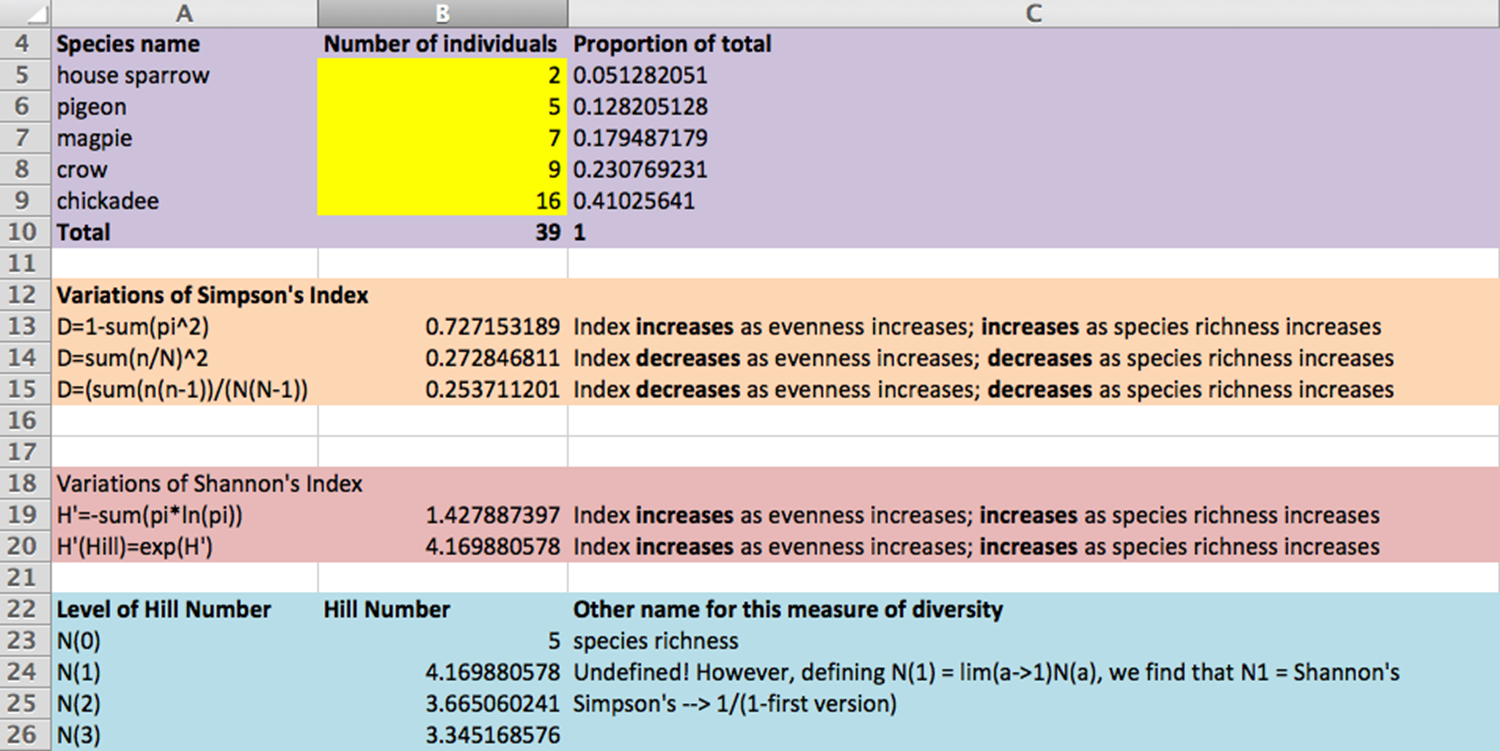 A B C
4 Species name Number of individuals Proportion of total
5 house sparrow 2 0.051282051
6 pigeon 5 0.128205128
7 magpie 7 0.179487179
8 crow 9 0.230769231
9 chickadee 16 0.41025641
10 Total 39 1
11
12 Variations of Simpson's Index
13 D=1-sum(pi^2) 0.727153189 Index increases as evenness increases; increases as species richness increases
14 D=sum(n/N)^2 0.272846811 Index decreases as evenness increases; decreases as species richness increases
15 D=(sum(n(n-1))/(N(N-1)) 0.253711201 Index decreases as evenness increases; decreases as species richness increases
16
17
18 Variations of Shannon's Index
19 H'=-sum(pi*ln(pi)) 1.427887397 Index increases as evenness increases; increases as species richness increases
20 H'(Hill)=exp(H') 4.169880578 Index increases as evenness increases; increases as species richness increases
21
22 Level of Hill Number Hill Number Other name for this measure of diversity
23 N(0) 5 species richness
24 N(1) 4.169880578 Undefined! However, defining N(1) = lim(a->1)N(a), we find that N1 = Shannon's
25 N(2) 3.665060241 Simpson's --> 1/(1-first version)
26 N(3) 3.345168576